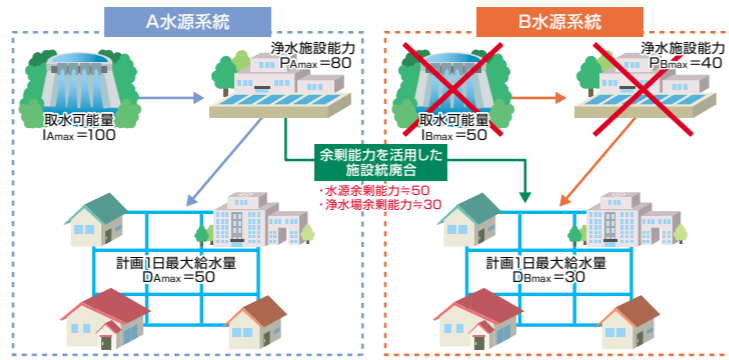 A水源系統
B水源系統
浄水施設能力
PAmax=80
取水可能量
IAmax=100
浄水施設能力
PBmax=40
取水可能量
IBmax=50
余剰能力を活用した
施設統廃合
・水源余剰能力≒50
・浄水場余剰能力≒30
計画1日最大給水量
DAmax=50
計画1日最大給水量
DBmax=30